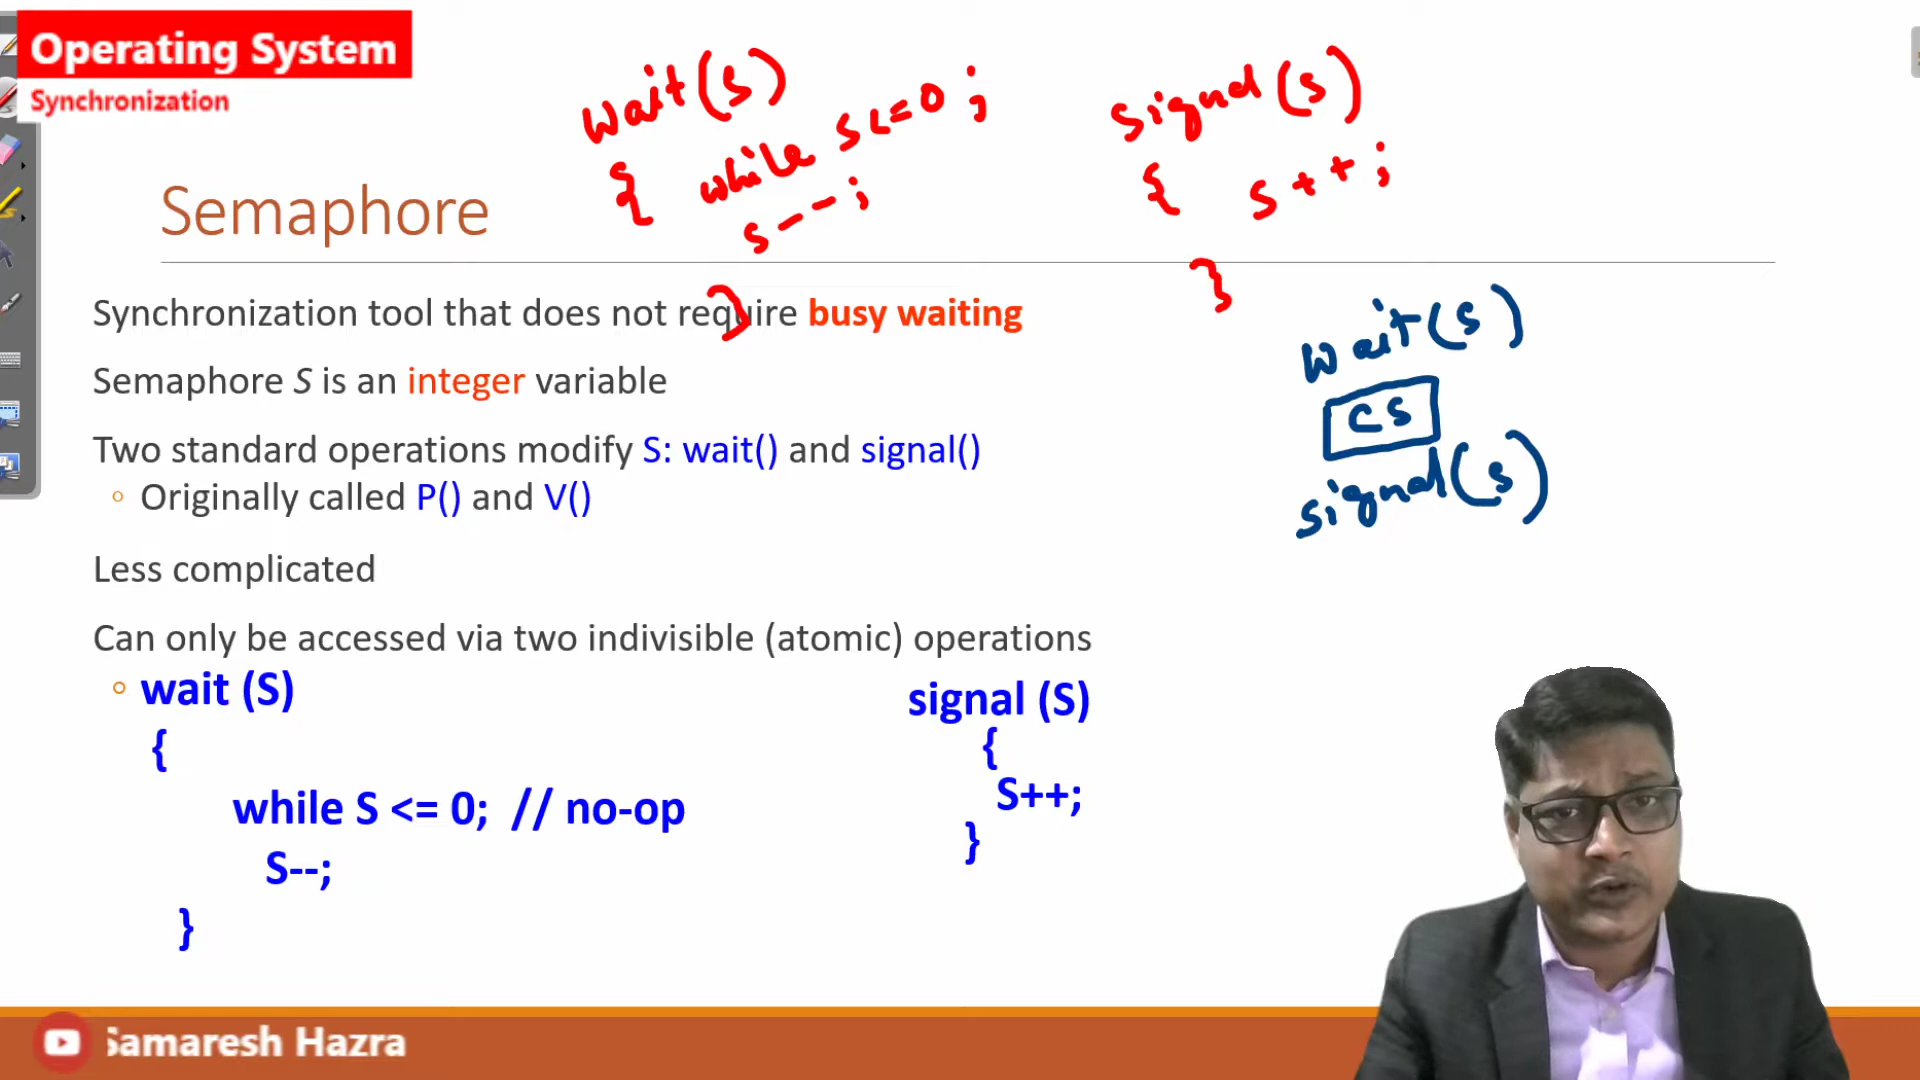 Operating System
Synchronization
wait(s)
{ while s<=0;
s--;
}
signal(s)
{ s++;
}
Semaphore
Synchronization tool that does not require busy waiting
Semaphore S is an integer variable
Two standard operations modify S: wait() and signal()
Originally called P() and V()
Less complicated
Can only be accessed via two indivisible (atomic) operations
wait(s)
CS
signal(s)
wait (S)
{
while S <= 0; // no-op
S--;
}
signal (S)
{
S++;
}
Samaresh Hazra